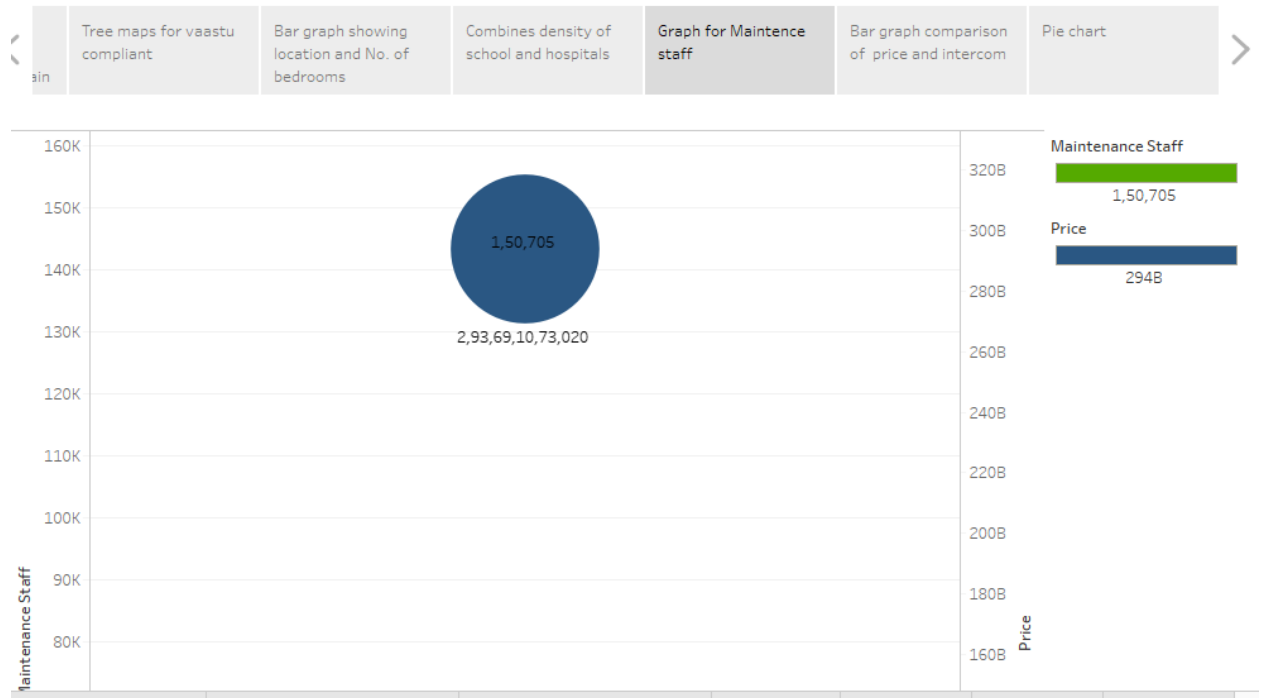 ain
Tree maps for vaastu
compliant
Bar graph showing
location and No. of
bedrooms
Combines density of
school and hospitals
Graph for Maintence
staff
Bar graph comparison
of price and intercom
Pie chart
160K
150K
140K
130K
120K
110K
100K
90K
80K
Maintenance Staff
1,50,705
2,93,69,10,73,020
320B
300B
280B
260B
240B
220B
200B
180B
160B
Price
Maintenance Staff
1,50,705
Price
294B